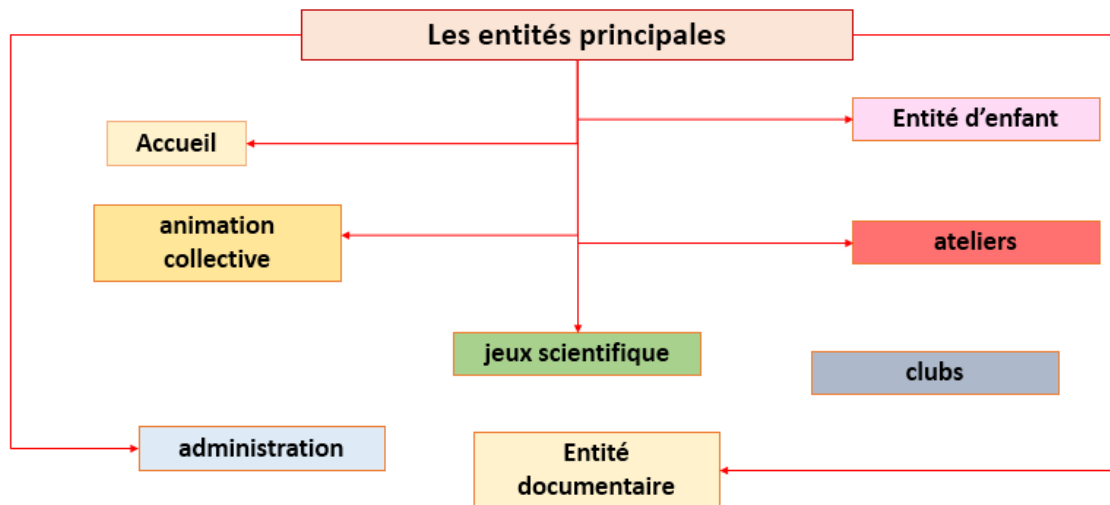 Les entités principales
Entité d’enfant
Accueil
animation
collective
ateliers
jeux scientifique
clubs
administration
Entité
documentaire